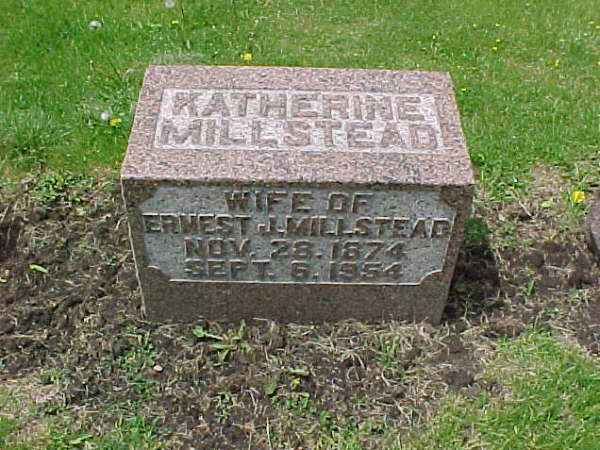 KATHERINE
MILLSTEAD
WIFE OF
ERNEST J. MILLSTEAD
NOV. 28. 1874
SEPT. 6. 1954